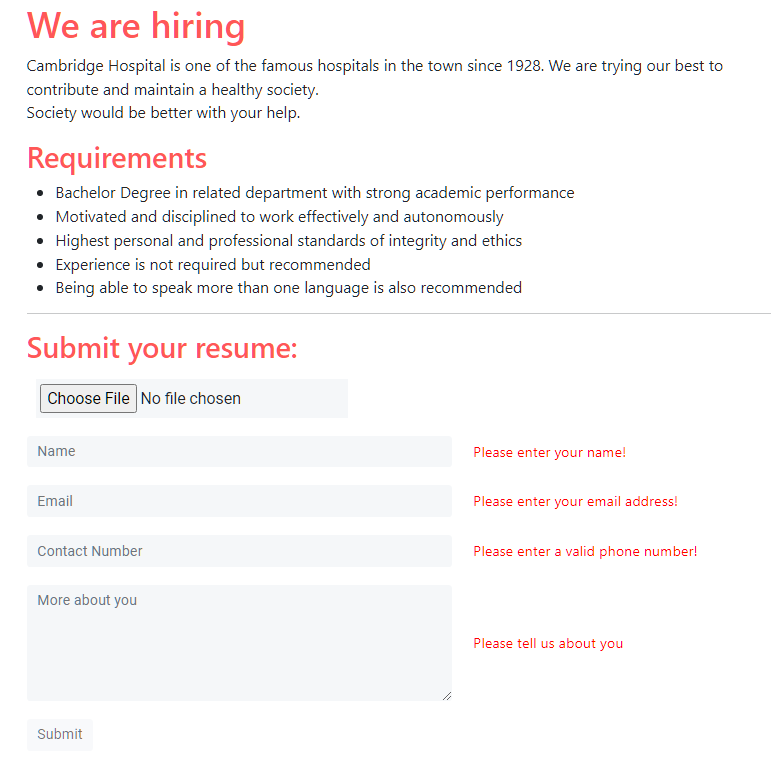 We are hiring
Cambridge Hospital is one of the famous hospitals in the town since 1928. We are trying our best to
contribute and maintain a healthy society.
Society would be better with your help.
Requirements
Bachelor Degree in related department with strong academic performance
Motivated and disciplined to work effectively and autonomously
Highest personal and professional standards of integrity and ethics
Experience is not required but recommended
Being able to speak more than one language is also recommended
Submit your resume:
Choose File No file chosen
Name Please enter your name!
Email Please enter your email address!
Contact Number Please enter a valid phone number!
More about you
Please tell us about you
Submit